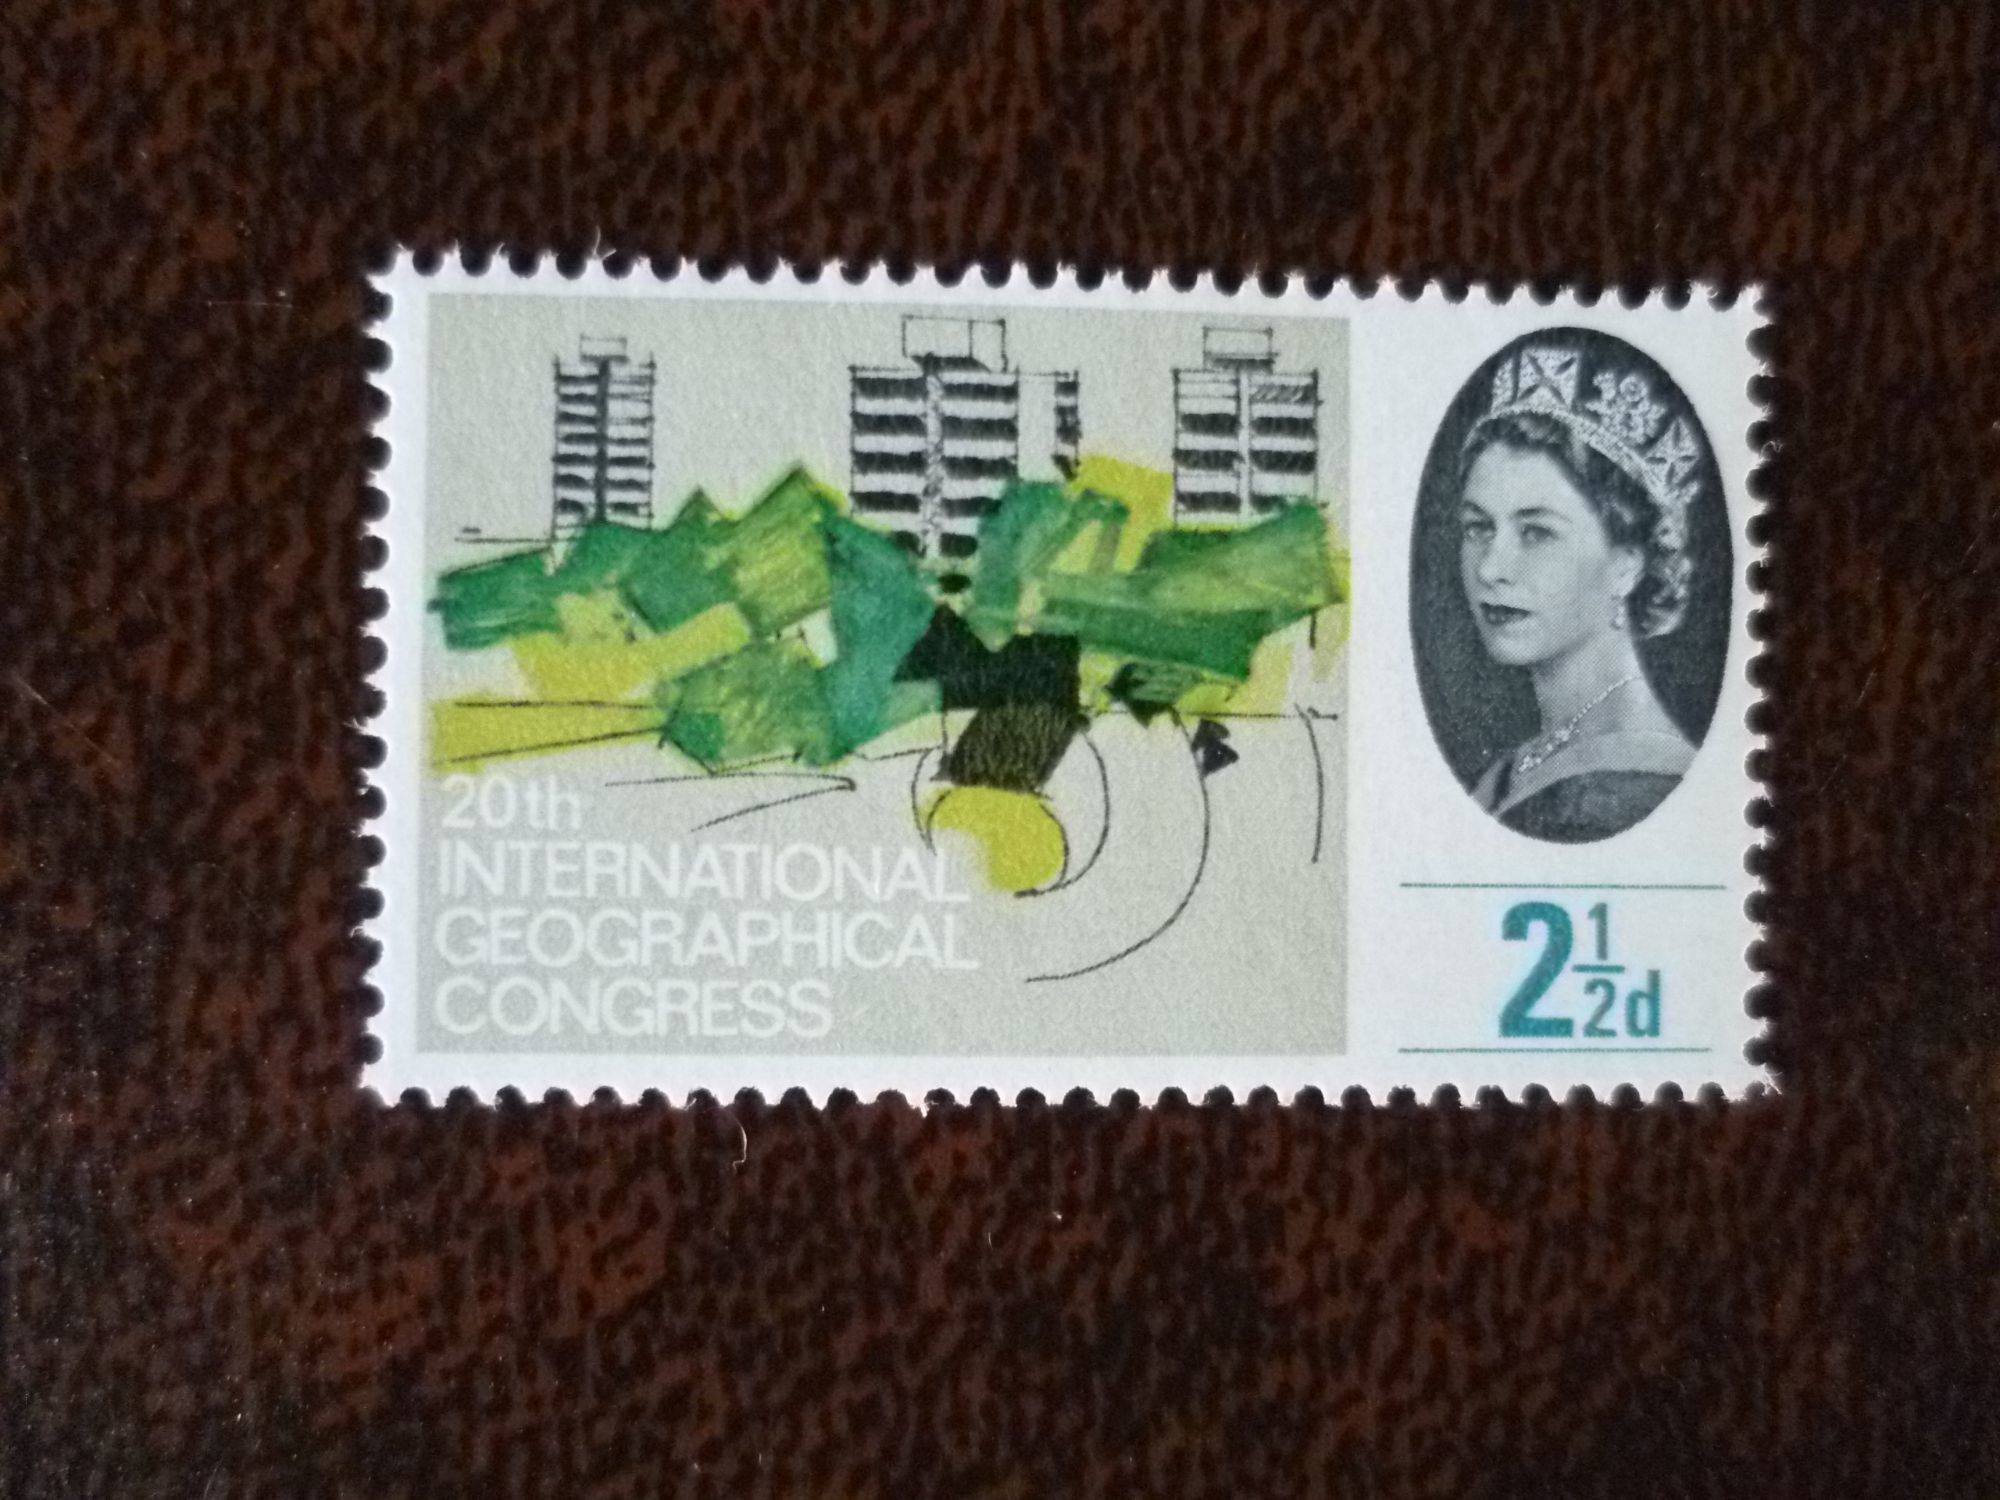 20th
INTERNATIONAL
GEOGRAPHICAL
CONGRESS
2½d